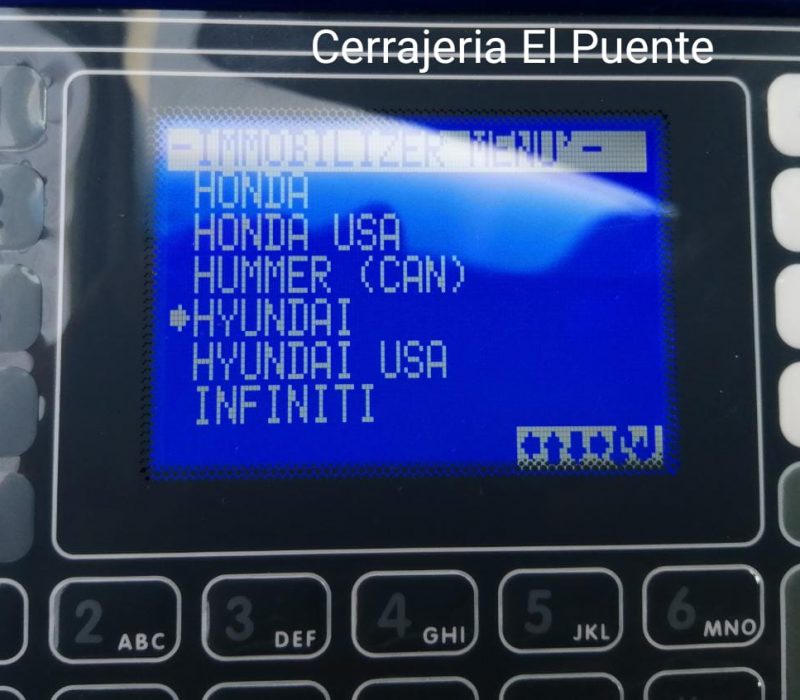 Cerrajeria El Puente
-IMMOBILIZER MENU-
HONDA
HONDA USA
HUMMER (CAN)
HYUNDAI
HYUNDAI USA
INFINITI
2 ABC
3 DEF
4 GHI
5 JKL
6 MNO